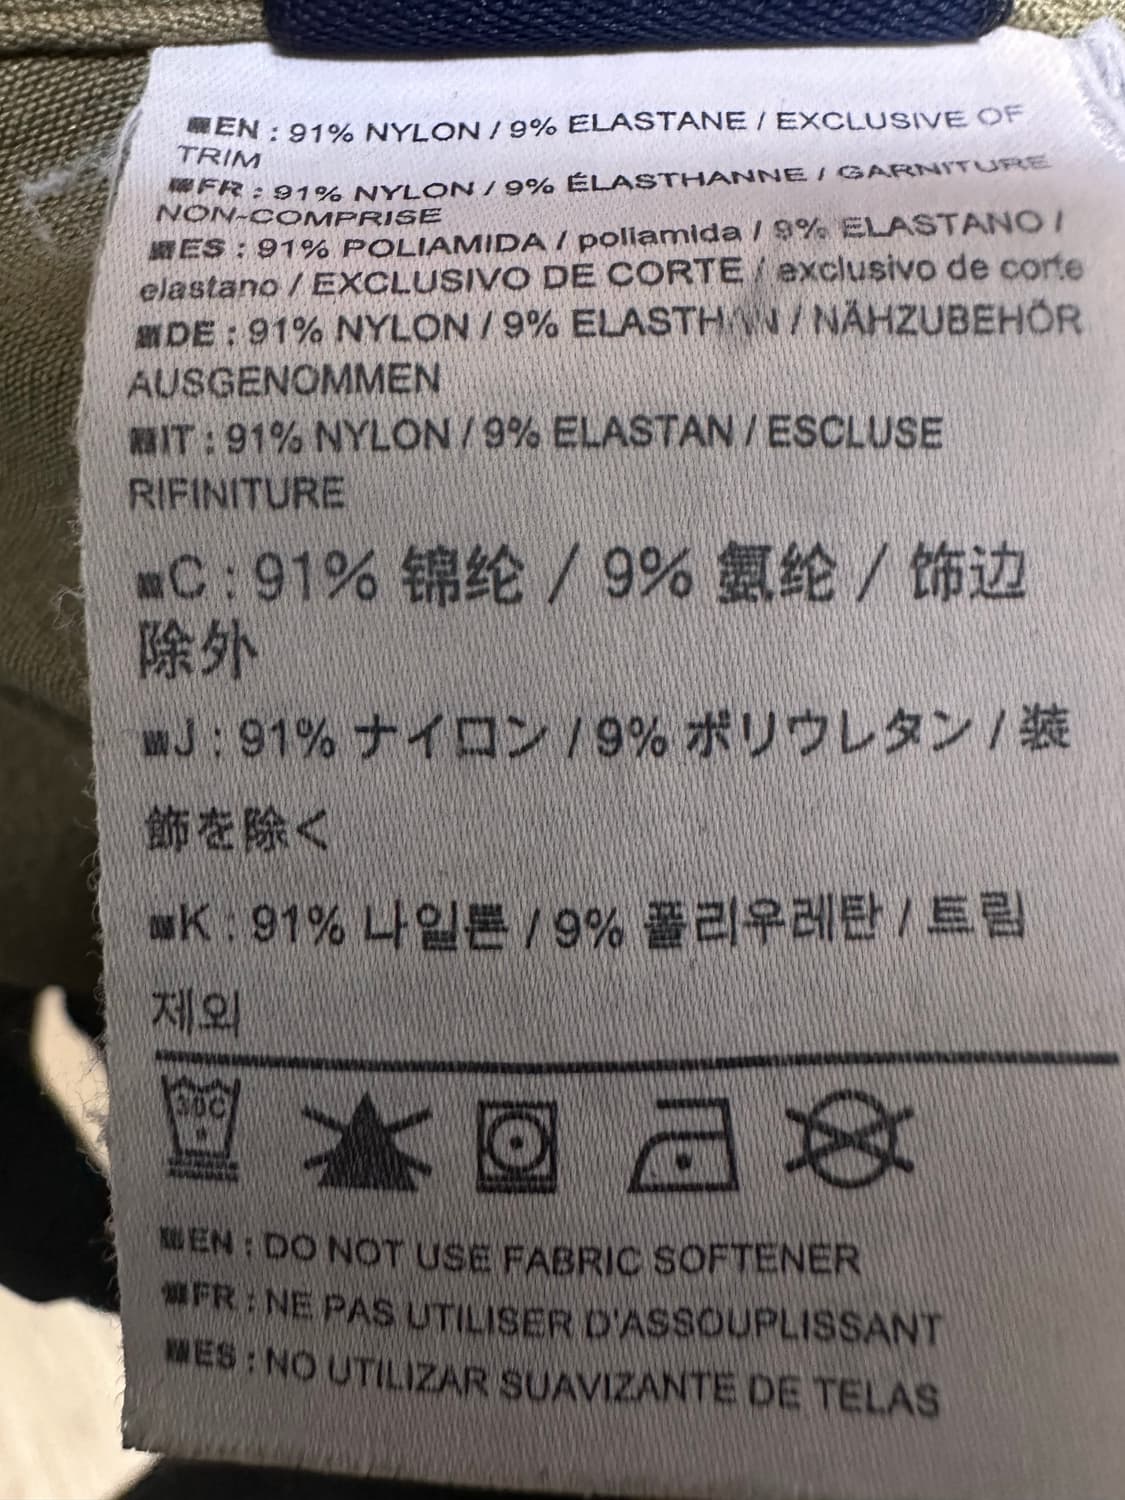 ■EN : 91% NYLON / 9% ELASTANE / EXCLUSIVE OF
TRIM
■FR : 91% NYLON / 9% ÉLASTHANNE / GARNITURE
NON-COMPRISE
■ES : 91% POLIAMIDA / poliamida / 9% ELASTANO /
elastano / EXCLUSIVO DE CORTE / exclusivo de corte
■DE : 91% NYLON / 9% ELASTHAN / NÄHZUBEHÖR
AUSGENOMMEN
■IT : 91% NYLON / 9% ELASTAN / ESCLUSE
RIFINITURE
■C : 91% 锦纶 / 9% 氨纶 / 饰边
除外
■J : 91% ナイロン / 9% ポリウレタン / 装
飾を除く
■K : 91% 나일론 / 9% 폴리우레탄 / 트림
제외
30C
■EN : DO NOT USE FABRIC SOFTENER
■FR : NE PAS UTILISER D'ASSOUPLISSANT
■ES : NO UTILIZAR SUAVIZANTE DE TELAS